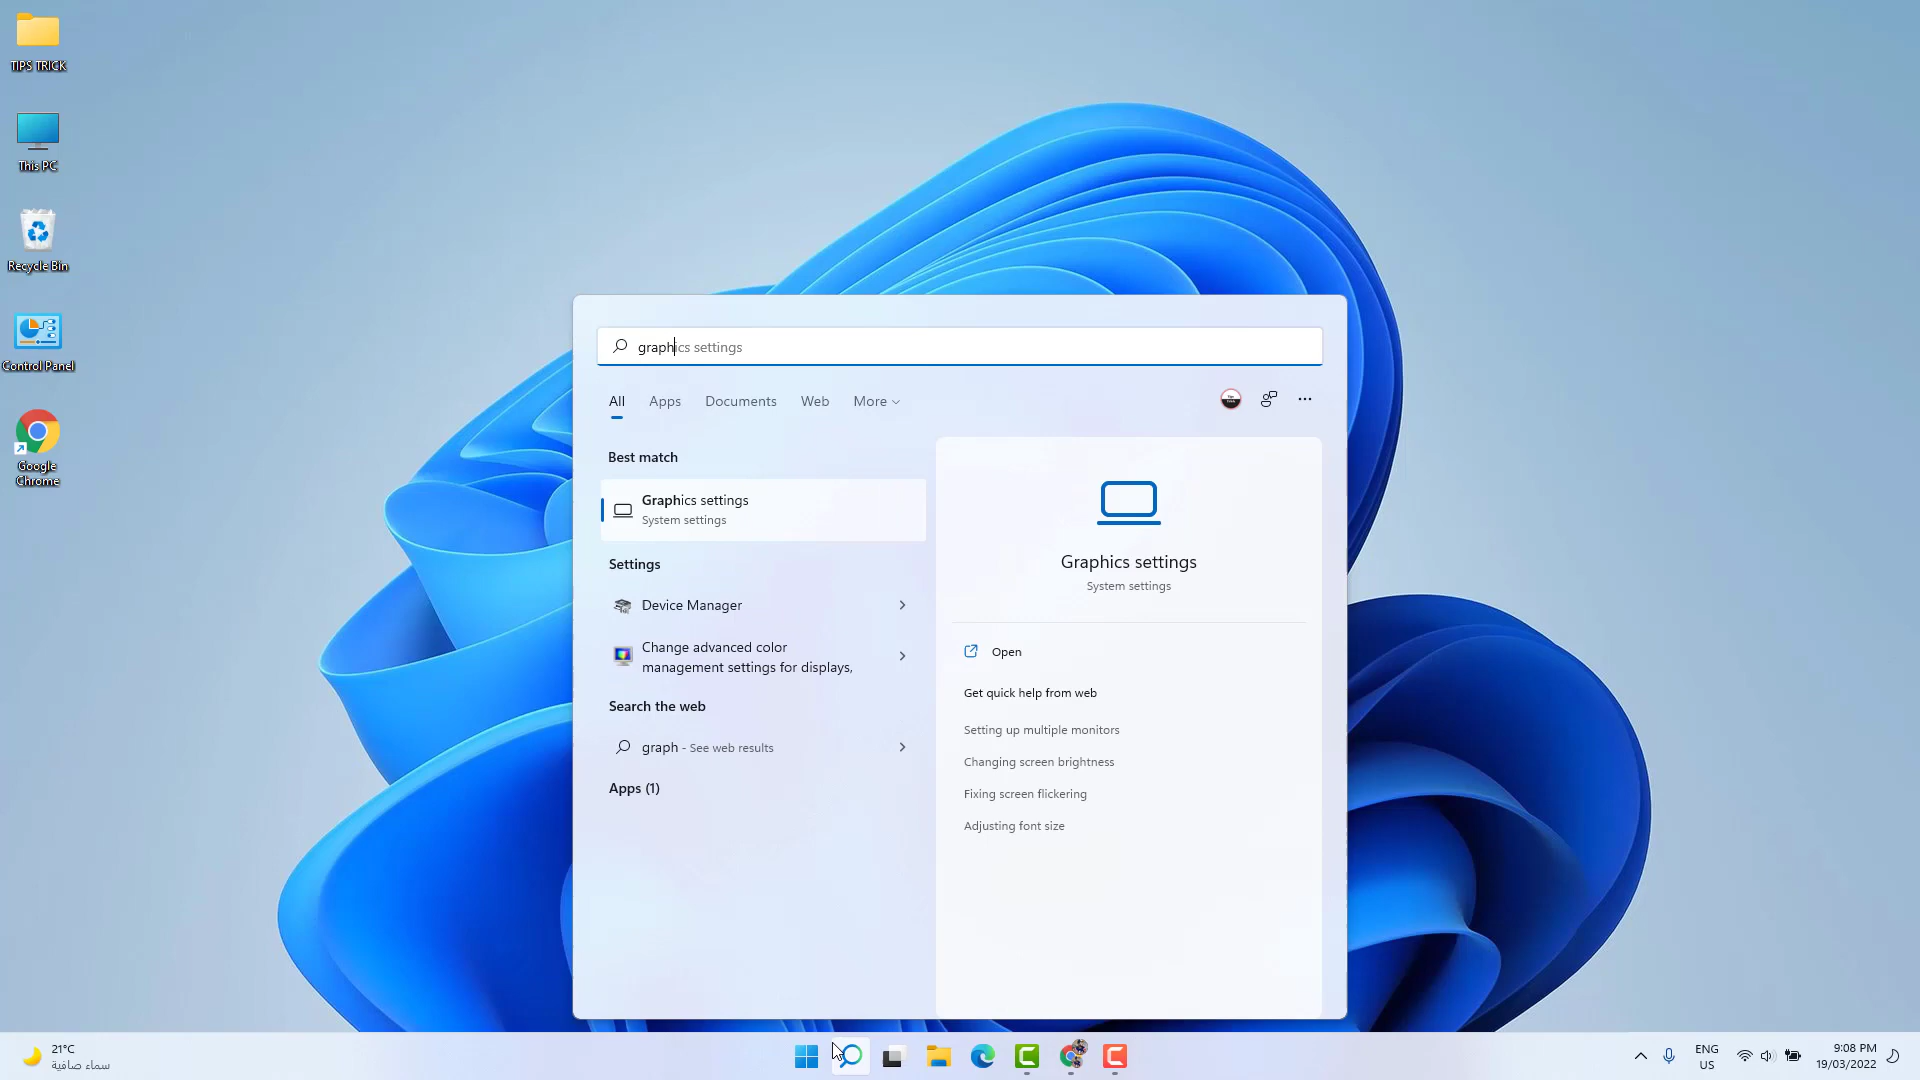 TIPS TRICK
This PC
Recycle Bin
Control Panel
Google
Chrome
graphics settings
All
Apps
Documents
Web
More
Best match
Graphics settings
System settings
Settings
Device Manager
Change advanced color
management settings for displays,
Search the web
graph - See web results
Apps (1)
Graphics settings
System settings
Open
Get quick help from web
Setting up multiple monitors
Changing screen brightness
Fixing screen flickering
Adjusting font size
21°C
سماء صافية
ENG
US
9:08 PM
19/03/2022